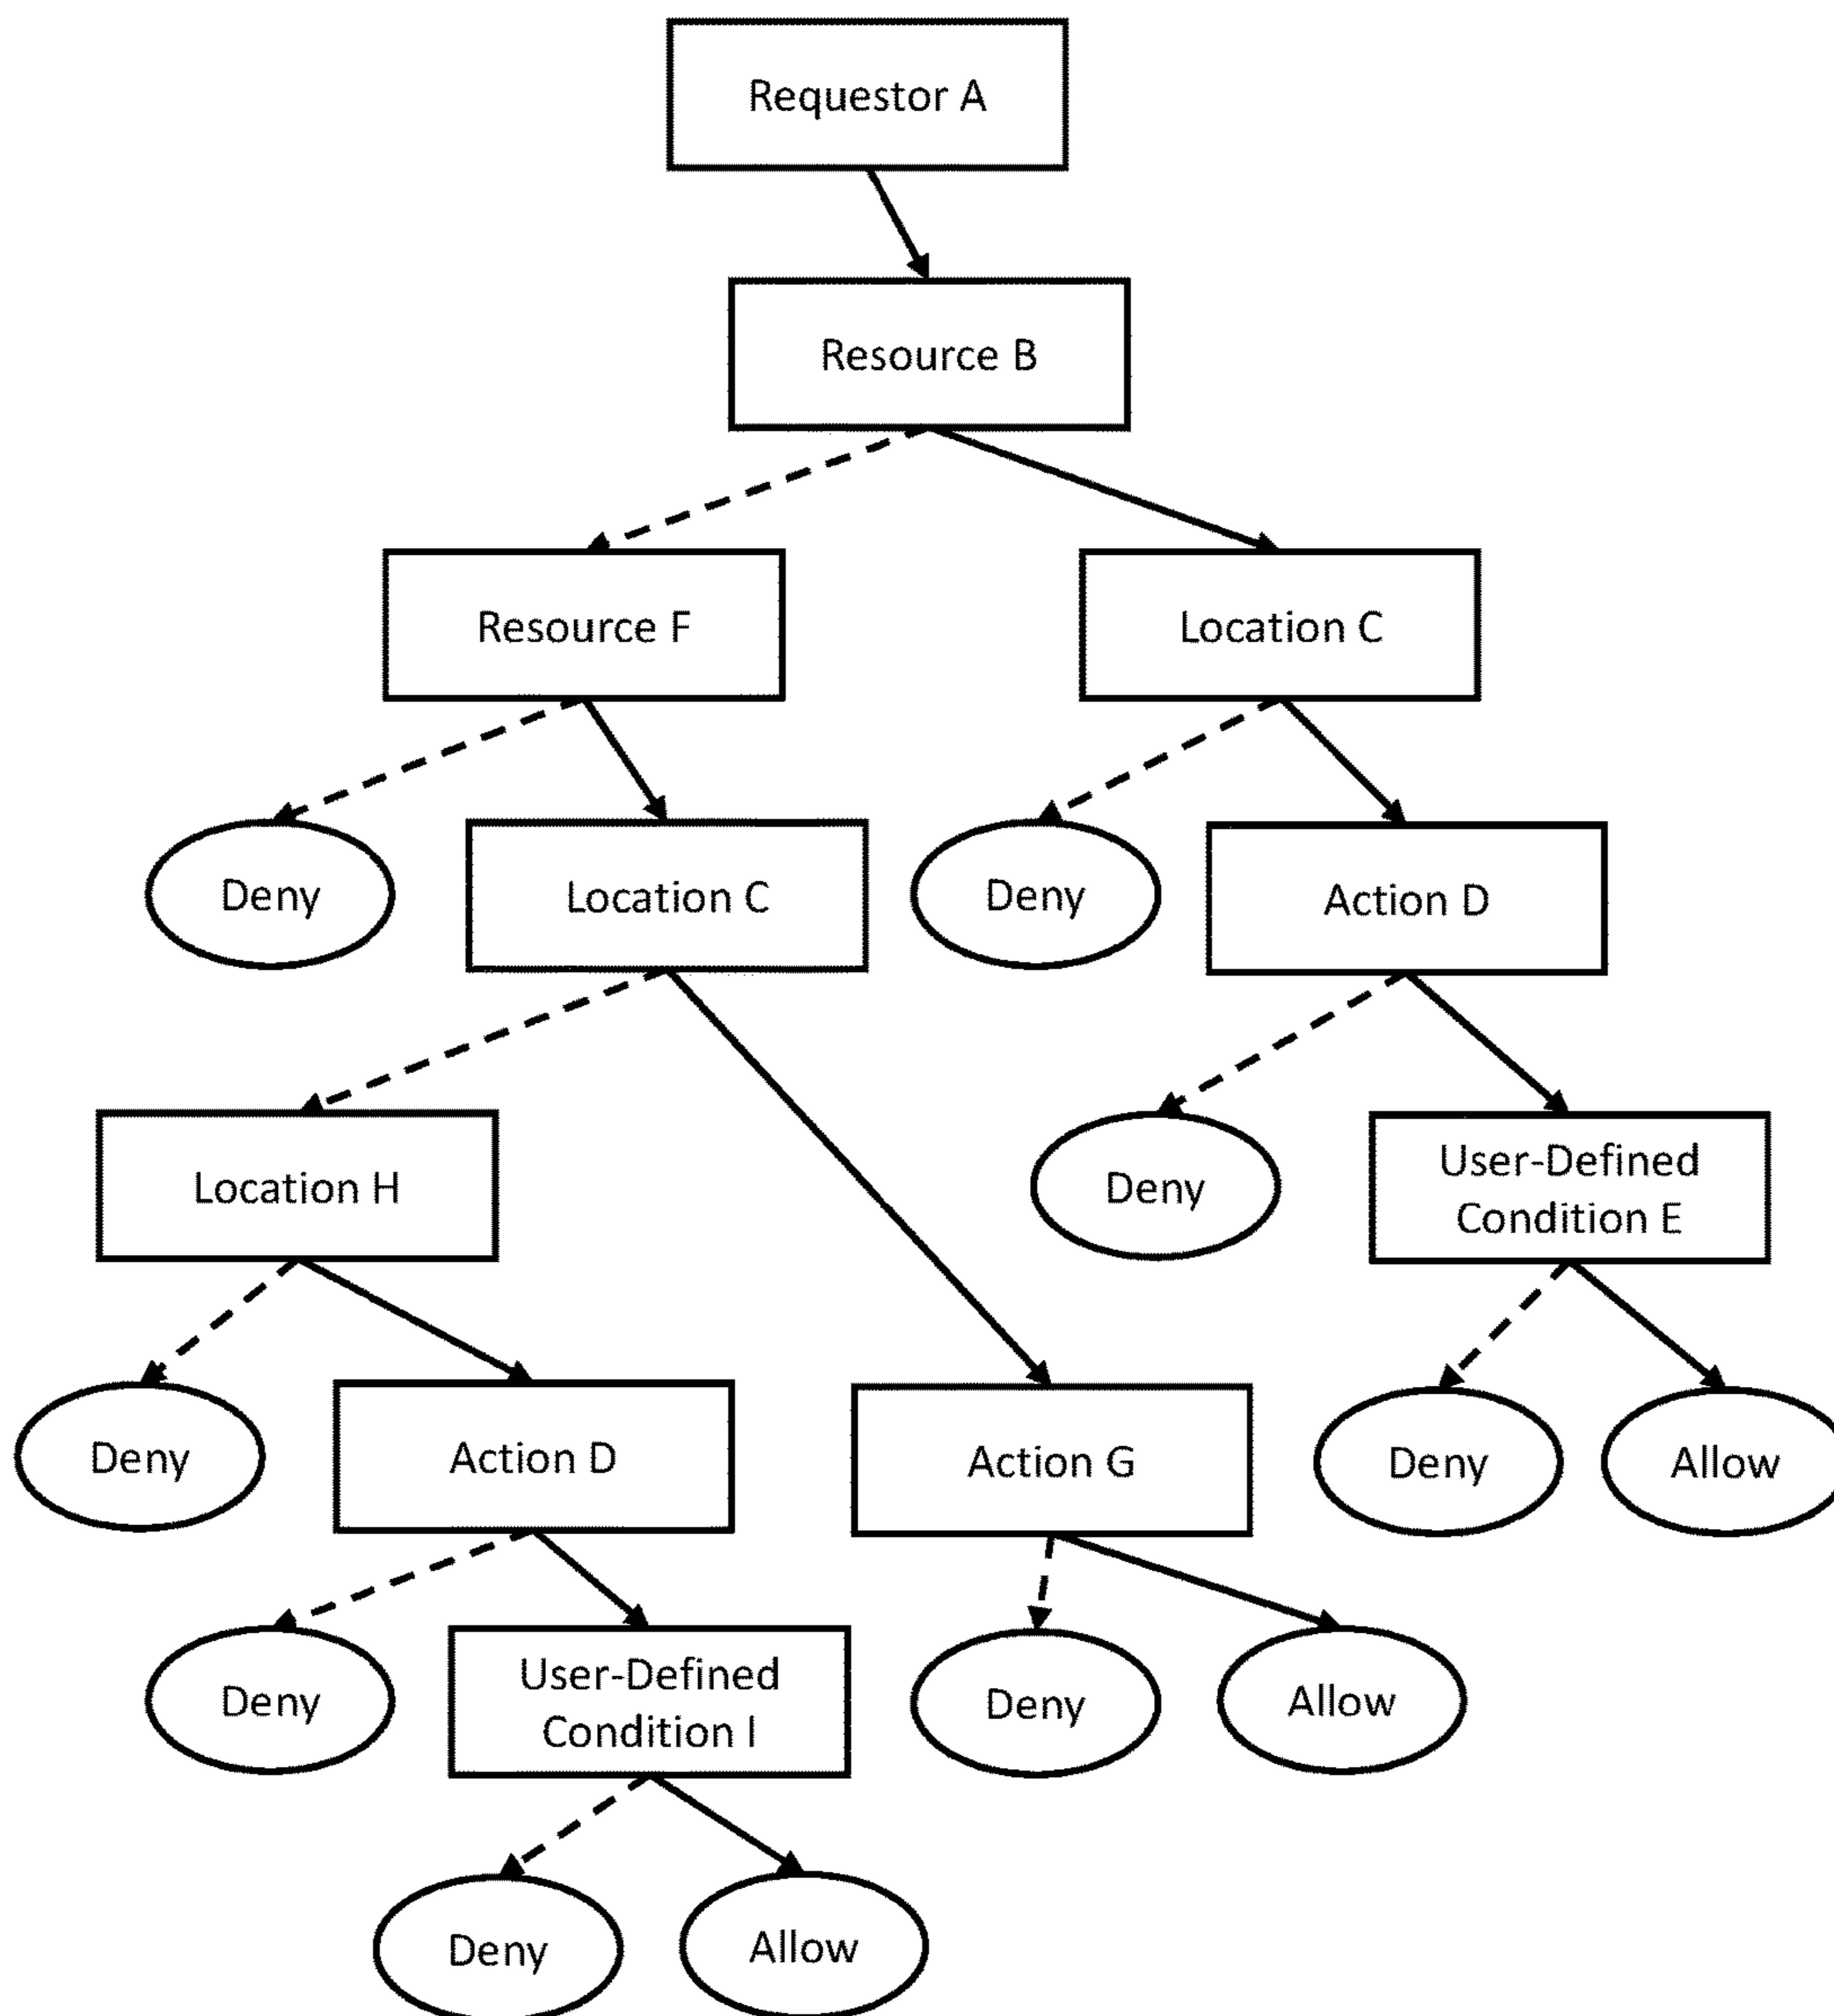 Requestor A
Resource B
Resource F
Location C
Deny
Location C
Deny
Action D
Location H
Deny
User-Defined
Condition E
Deny
Action D
Action G
Deny
Allow
Deny
User-Defined
Condition I
Deny
Allow
Deny
Allow